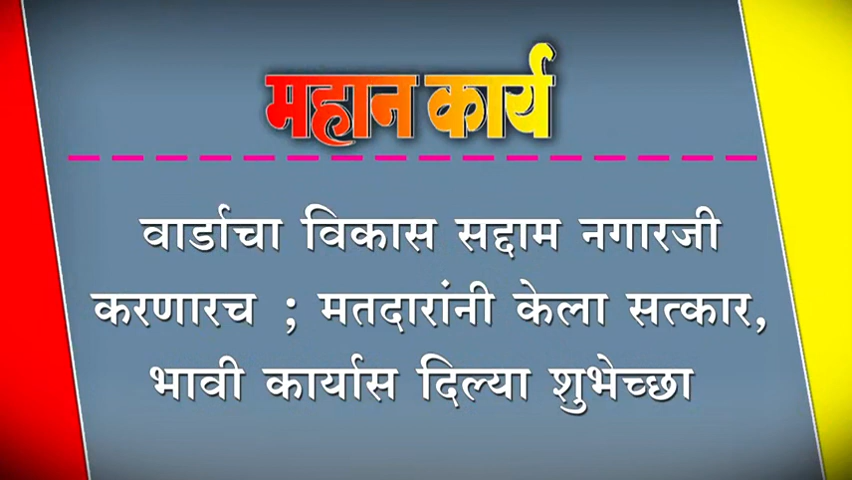 महान कार्य
वार्डाचा विकास सद्दाम नगारजी
करणारच ; मतदारांनी केला सत्कार,
भावी कार्यास दिल्या शुभेच्छा